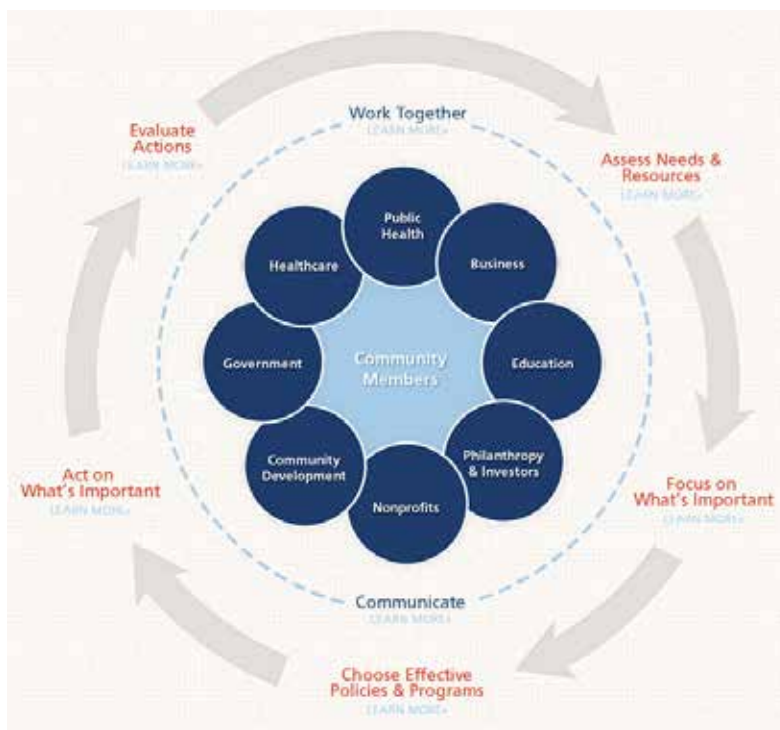 Work Together
LEARN MORE»
Evaluate
Actions
LEARN MORE»
Assess Needs &
Resources
LEARN MORE»
Public
Health
Healthcare
Business
Government
Community
Members
Education
Community
Development
Philanthropy
& Investors
Nonprofits
Act on
What's Important
LEARN MORE»
Focus on
What's Important
LEARN MORE»
Communicate
LEARN MORE»
Choose Effective
Policies & Programs
LEARN MORE»